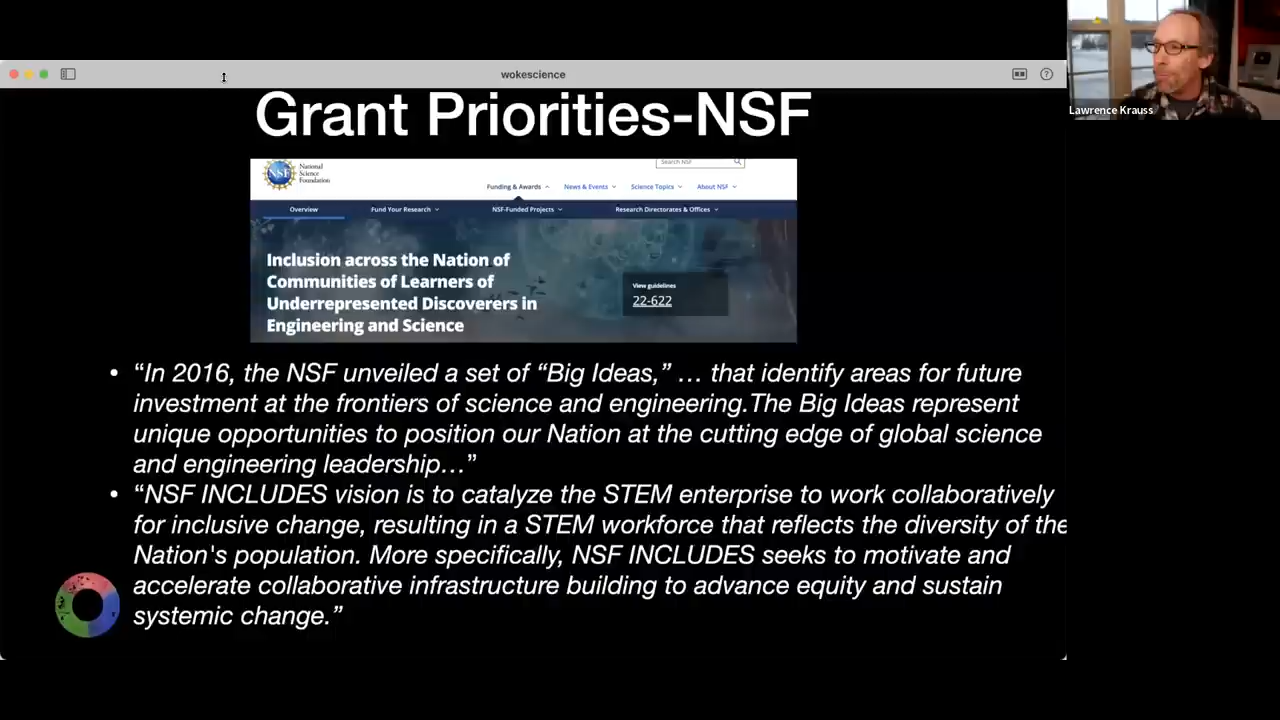 wokescience
Lawrence Krauss
Grant Priorities-NSF
NSF
National
Science
Foundation
Search NSF
Funding & Awards
News & Events
Science Topics
About NSF
Overview
Fund Your Research
NSF-Funded Projects
Research Directorates & Offices
Inclusion across the Nation of
Communities of Learners of
Underrepresented Discoverers in
Engineering and Science
View guidelines
22-622
• “In 2016, the NSF unveiled a set of “Big Ideas,” … that identify areas for future
investment at the frontiers of science and engineering.The Big Ideas represent
unique opportunities to position our Nation at the cutting edge of global science
and engineering leadership…”
• “NSF INCLUDES vision is to catalyze the STEM enterprise to work collaboratively
for inclusive change, resulting in a STEM workforce that reflects the diversity of the
Nation's population. More specifically, NSF INCLUDES seeks to motivate and
accelerate collaborative infrastructure building to advance equity and sustain
systemic change.”